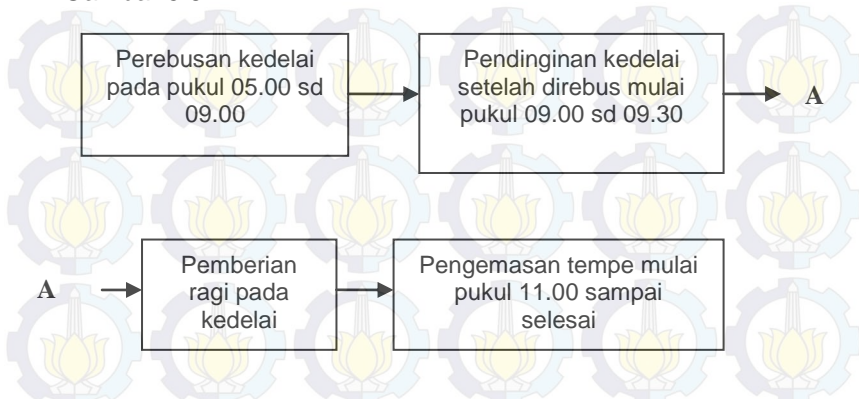 Perebusan kedelai
pada pukul 05.00 sd
09.00
Pendinginan kedelai
setelah direbus mulai
pukul 09.00 sd 09.30
A
A
Pemberian
ragi pada
kedelai
Pengemasan tempe mulai
pukul 11.00 sampai
selesai